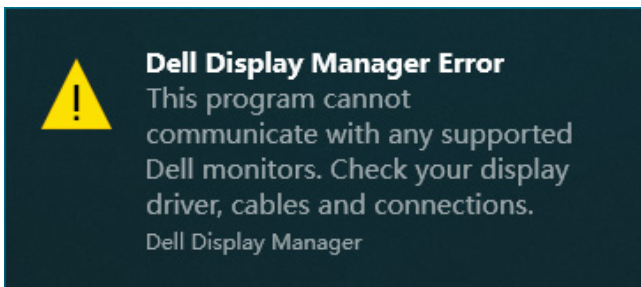 Dell Display Manager Error
This program cannot
communicate with any supported
Dell monitors. Check your display
driver, cables and connections.
Dell Display Manager